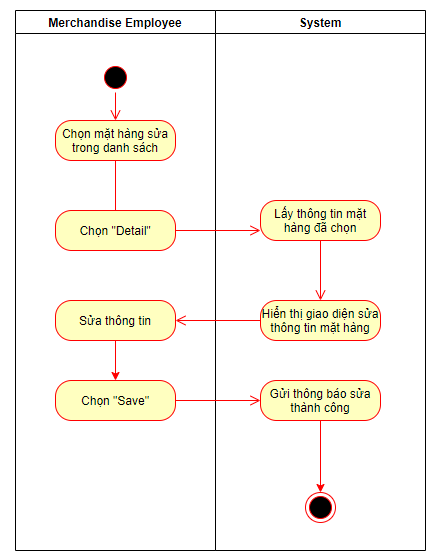 Merchandise Employee
System
Chọn mặt hàng sửa
trong danh sách
Chọn "Detail"
Lấy thông tin mặt
hàng đã chọn
Hiển thị giao diện sửa
thông tin mặt hàng
Sửa thông tin
Chọn "Save"
Gửi thông báo sửa
thành công